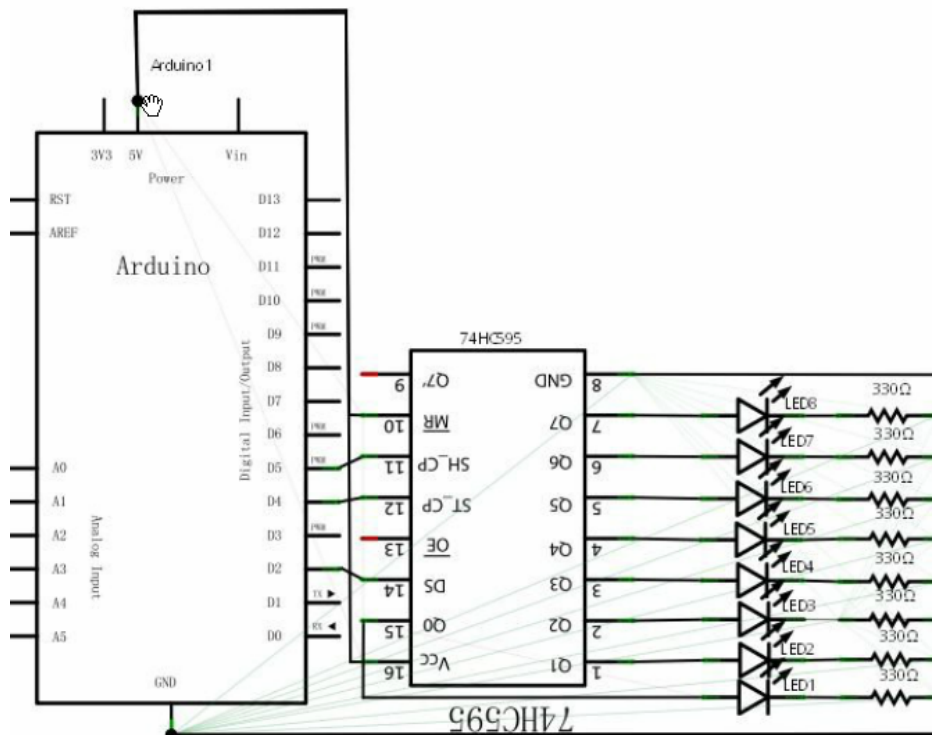 Arduino1
3V3 5V Vin
Power
RST
AREF
Arduino
D13
D12
PWM D11
PWM D10
PWM D9
D8
D7
PWM D6
PWM D5
D4
PWM D3
D2
TX D1
RX D0
Digital Input/Output
A0
A1
A2
A3
A4
A5
Analog Input
GND
74HC595
9 Q7' GND 8
10 MR Q7 7
11 SH_CP Q6 6
12 ST_CP Q5 5
13 OE Q4 4
14 DS Q3 3
15 Q0 Q2 2
16 Vcc Q1 1
74HC595
LED8 330Ω
LED7 330Ω
LED6 330Ω
LED5 330Ω
LED4 330Ω
LED3 330Ω
LED2 330Ω
LED1 330Ω